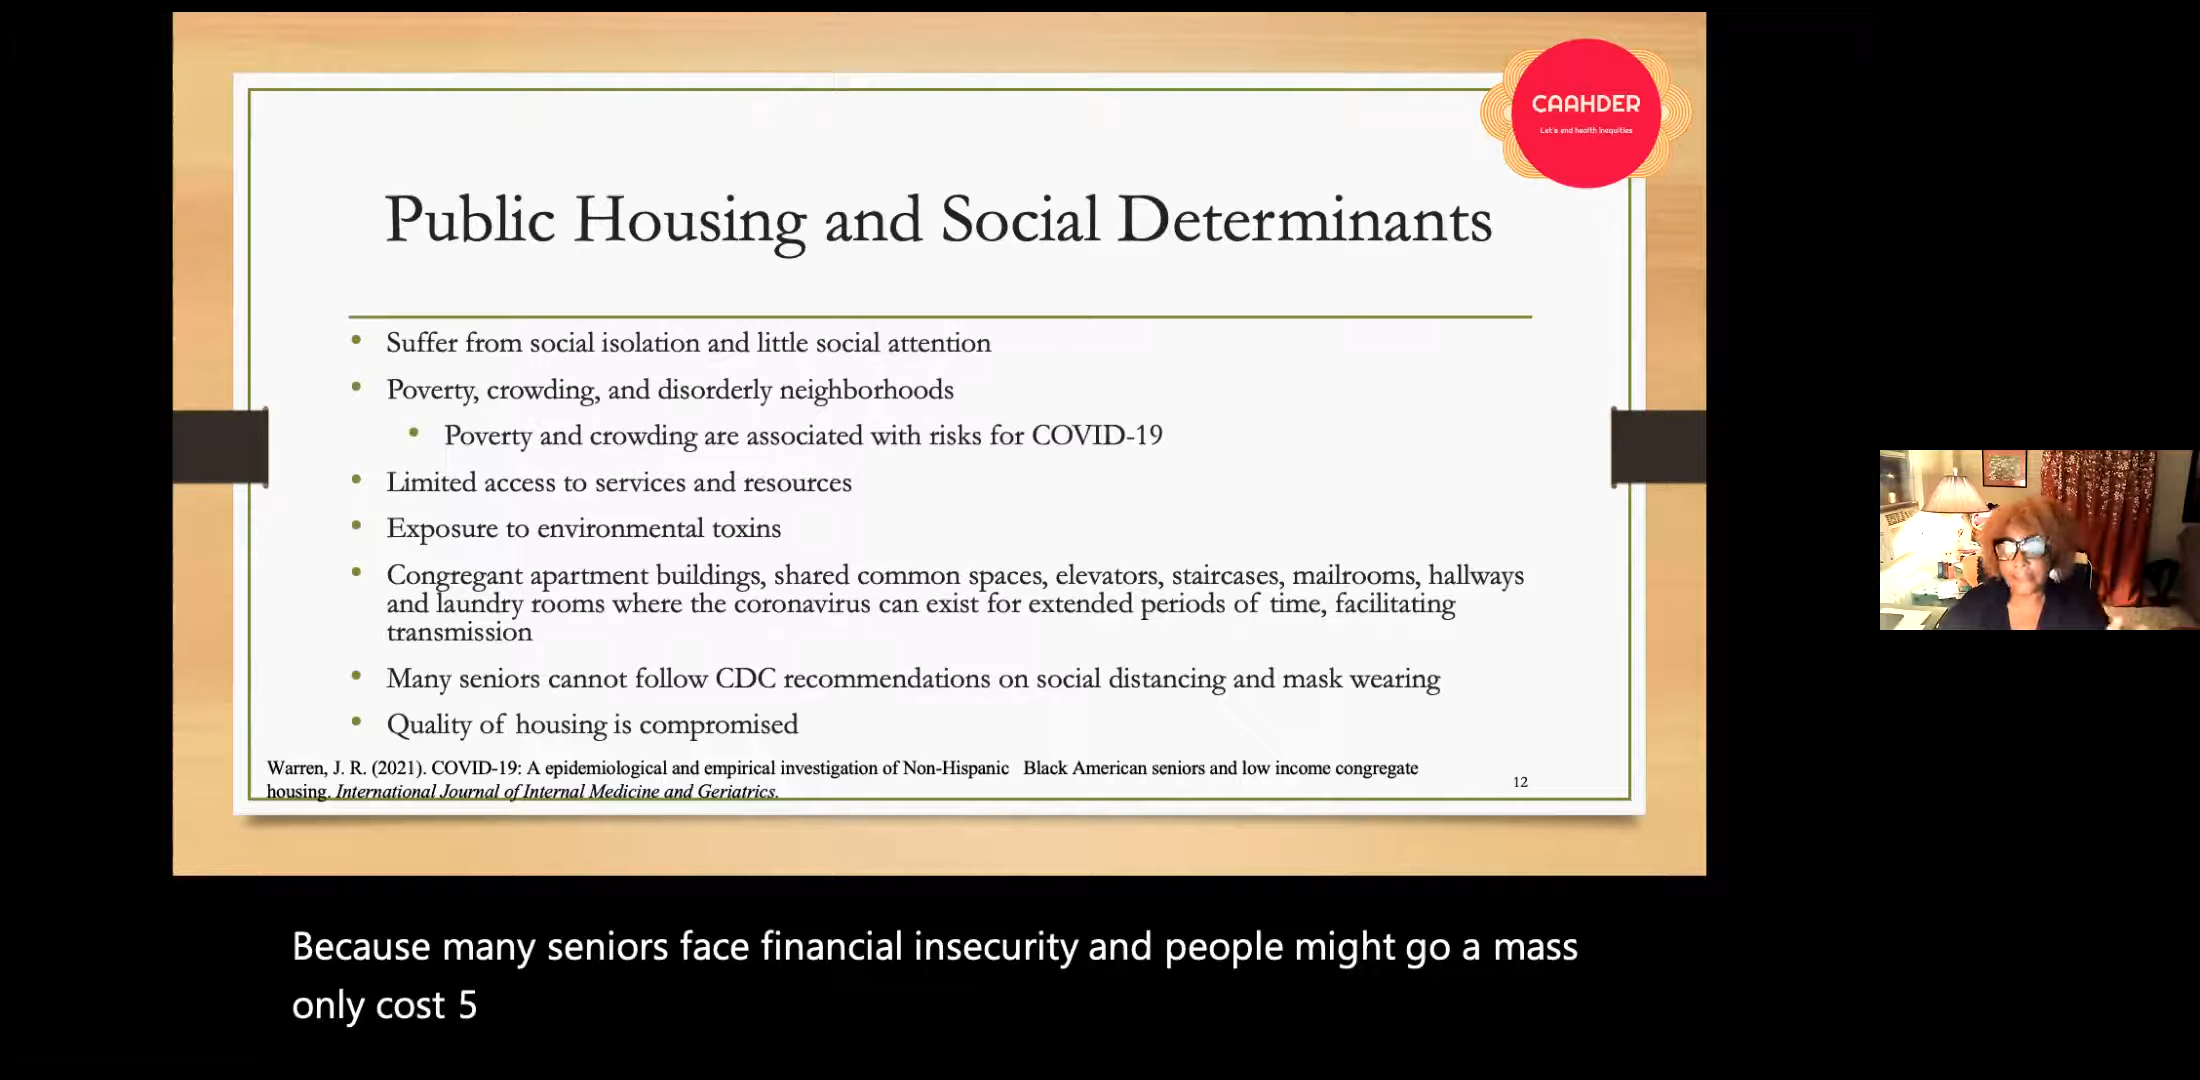 CAAHDER
Let's end health inequities
Public Housing and Social Determinants
• Suffer from social isolation and little social attention
• Poverty, crowding, and disorderly neighborhoods
• Poverty and crowding are associated with risks for COVID-19
• Limited access to services and resources
• Exposure to environmental toxins
• Congregant apartment buildings, shared common spaces, elevators, staircases, mailrooms, hallways
and laundry rooms where the coronavirus can exist for extended periods of time, facilitating
transmission
• Many seniors cannot follow CDC recommendations on social distancing and mask wearing
• Quality of housing is compromised
Warren, J. R. (2021). COVID-19: A epidemiological and empirical investigation of Non-Hispanic Black American seniors and low income congregate
housing. International Journal of Internal Medicine and Geriatrics.
12
Because many seniors face financial insecurity and people might go a mass
only cost 5